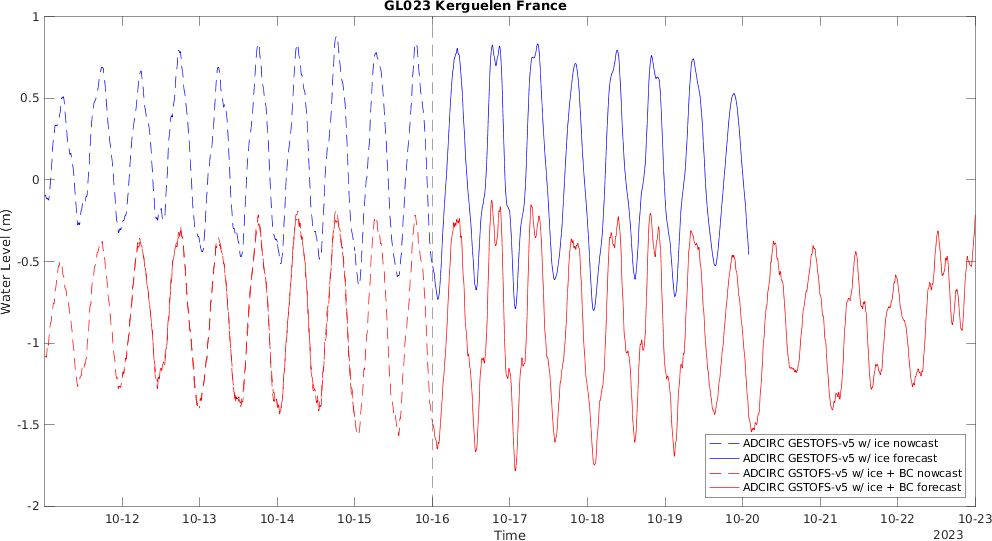 GL023 Kerguelen France
Water Level (m)
1
0.5
0
-0.5
-1
-1.5
-2
ADCIRC GESTOFS-v5 w/ ice nowcast
ADCIRC GESTOFS-v5 w/ ice forecast
ADCIRC GSTOFS-v5 w/ ice + BC nowcast
ADCIRC GSTOFS-v5 w/ ice + BC forecast
10-12 10-13 10-14 10-15 10-16 10-17 10-18 10-19 10-20 10-21 10-22 10-23
Time
2023